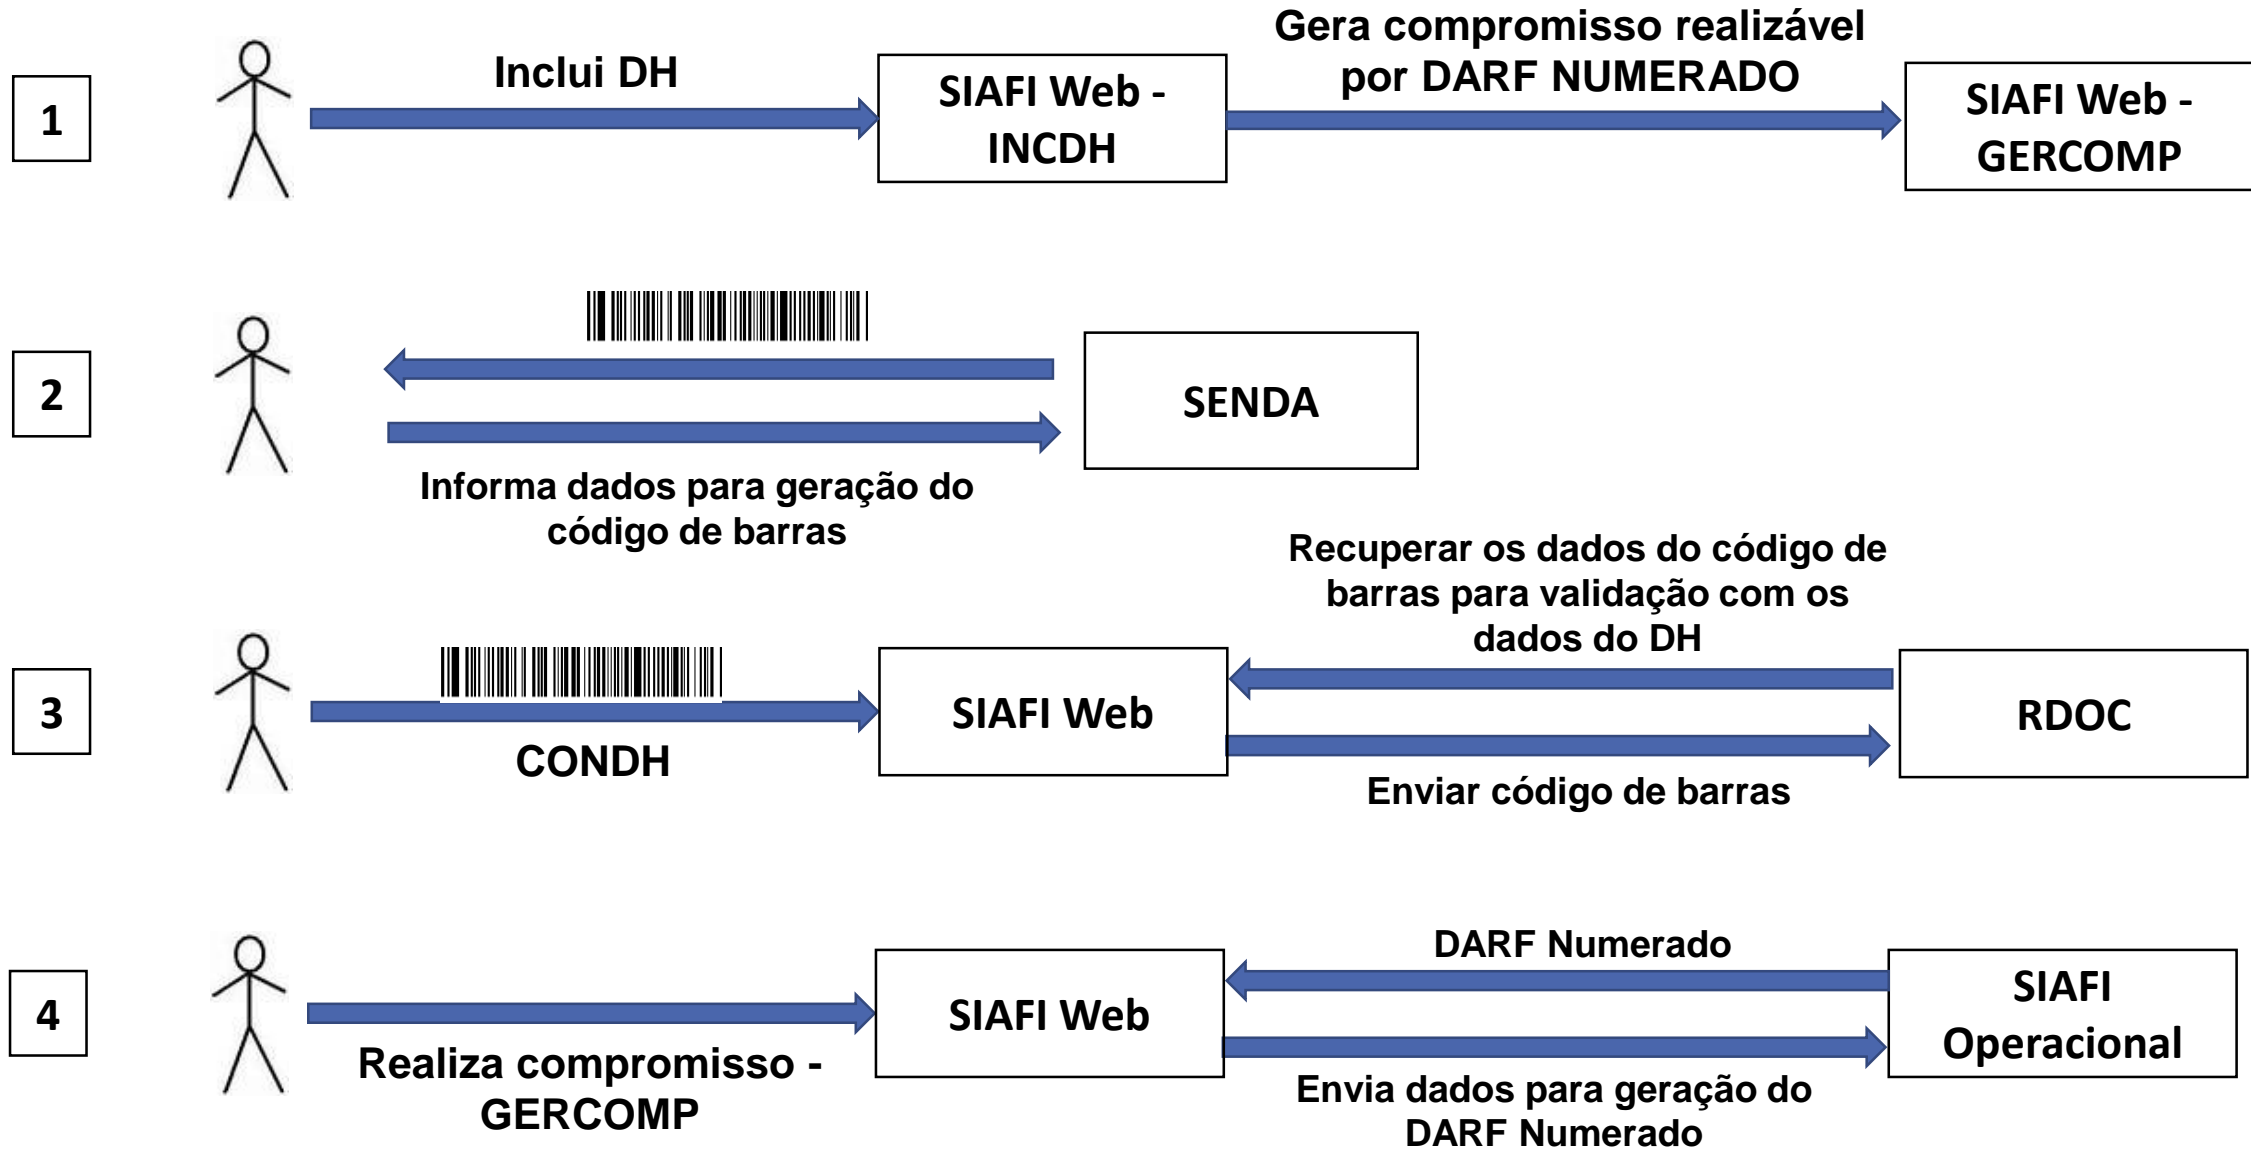 1
Inclui DH
SIAFI Web -
INCDH
Gera compromisso realizável
por DARF NUMERADO
SIAFI Web -
GERCOMP
2
SENDA
Informa dados para geração do
código de barras
3
CONDH
SIAFI Web
Recuperar os dados do código de
barras para validação com os
dados do DH
Enviar código de barras
RDOC
4
Realiza compromisso -
GERCOMP
SIAFI Web
DARF Numerado
Envia dados para geração do
DARF Numerado
SIAFI
Operacional